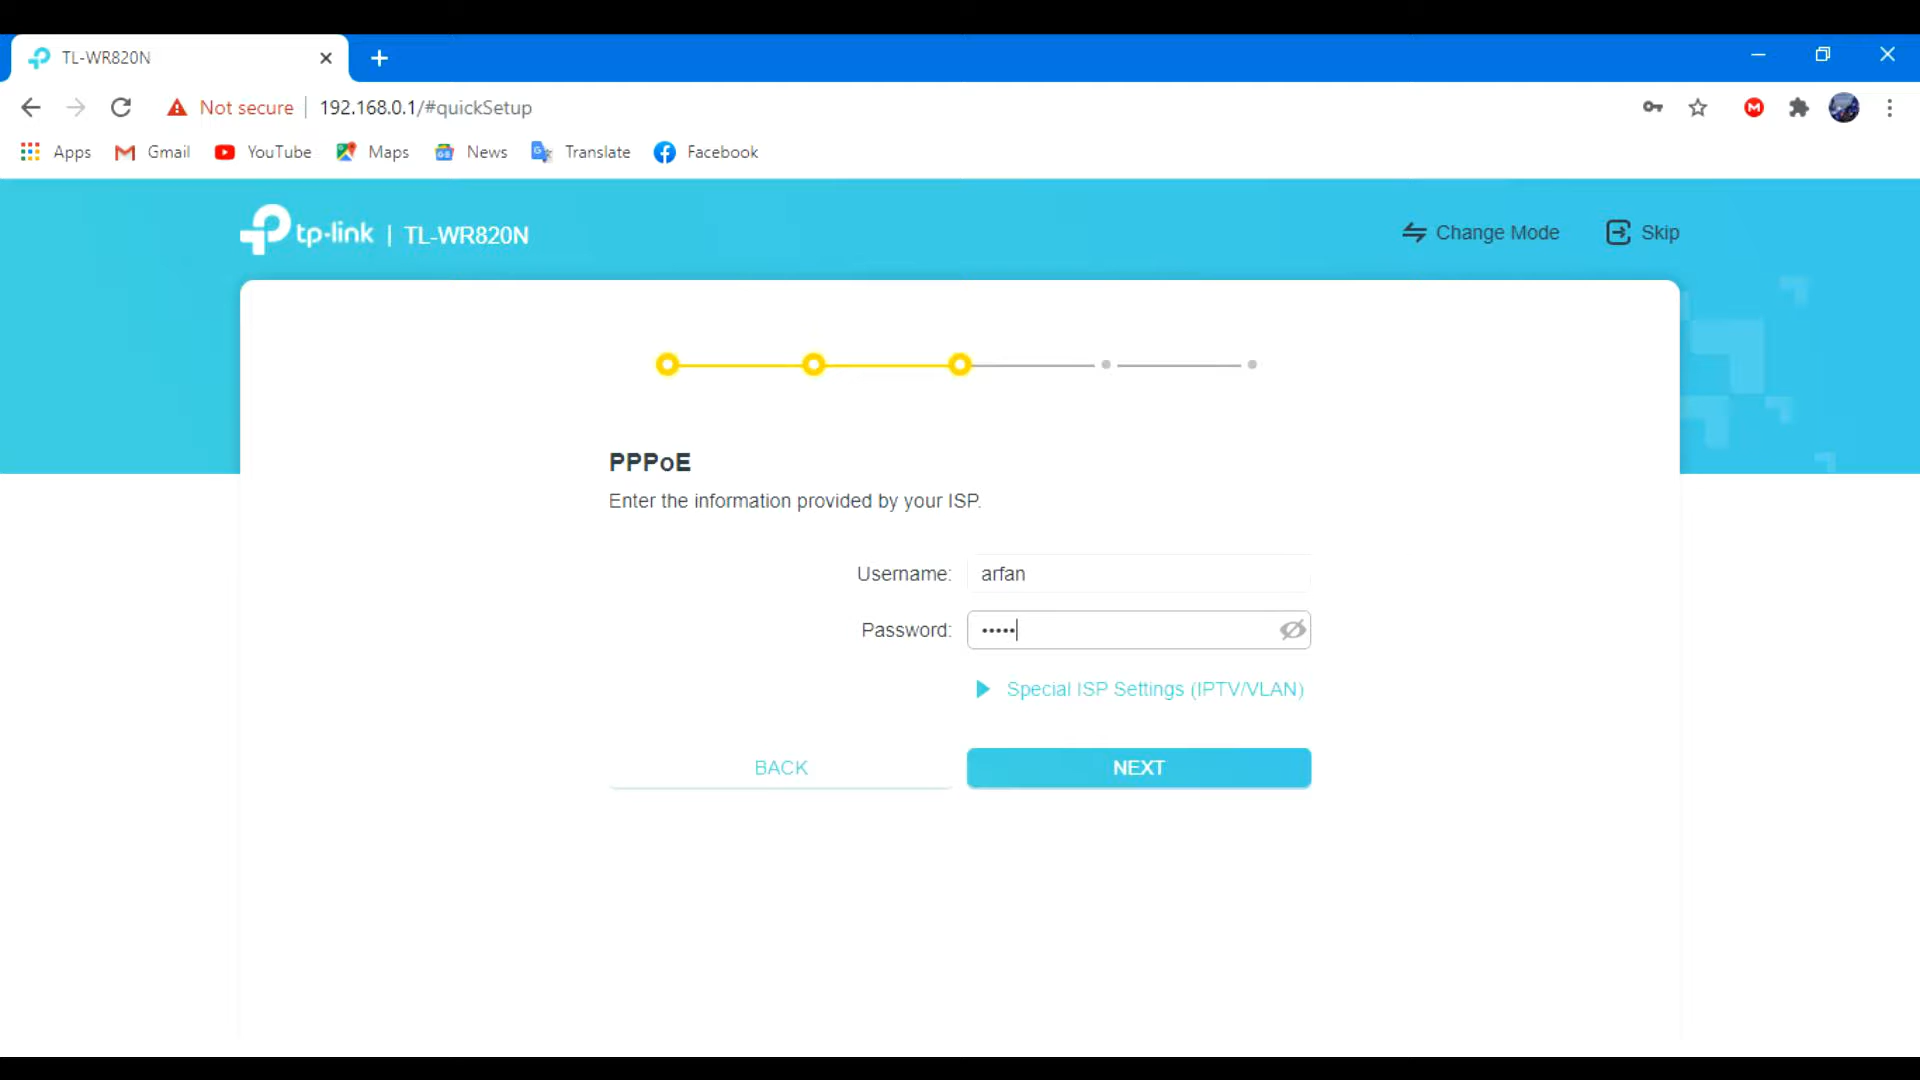 TL-WR820N
Not secure 192.168.0.1/#quickSetup
Apps Gmail YouTube Maps News Translate Facebook
tp-link | TL-WR820N Change Mode Skip
PPPoE
Enter the information provided by your ISP.
Username: arfan
Password: •••••
Special ISP Settings (IPTV/VLAN)
BACK NEXT